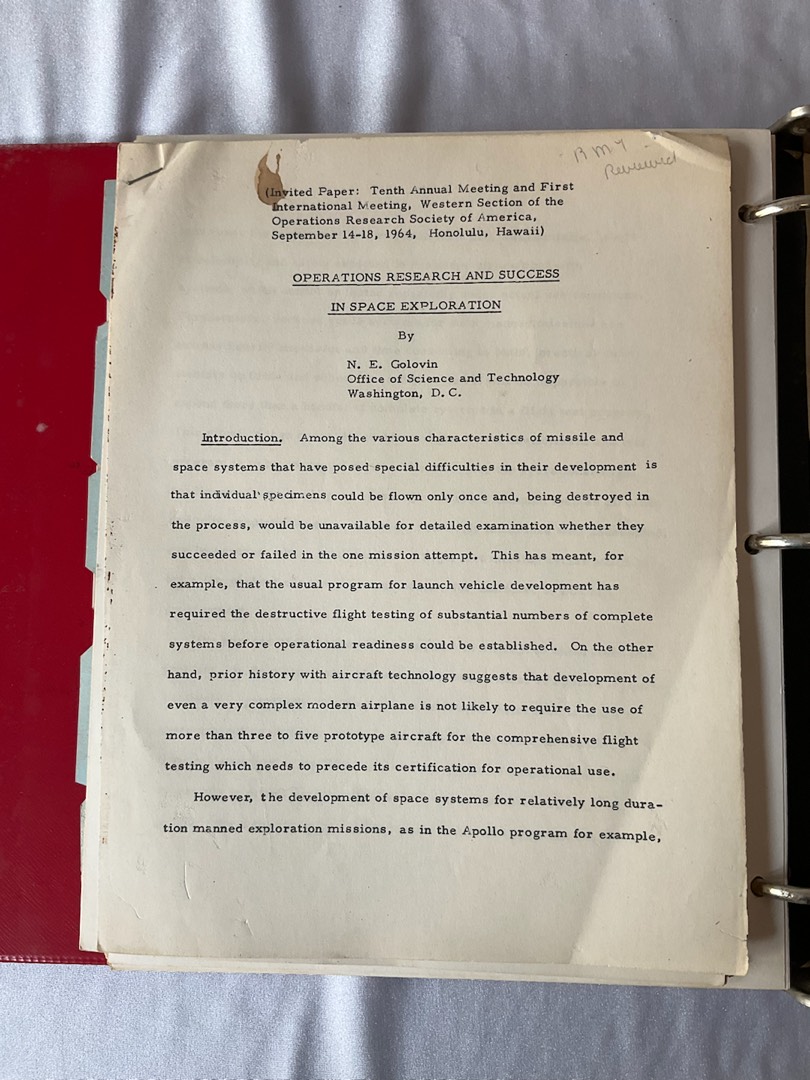 RMY
Reviewed
(Invited Paper: Tenth Annual Meeting and First
International Meeting, Western Section of the
Operations Research Society of America,
September 14-18, 1964, Honolulu, Hawaii)
OPERATIONS RESEARCH AND SUCCESS
IN SPACE EXPLORATION
By
N. E. Golovin
Office of Science and Technology
Washington, D. C.
Introduction. Among the various characteristics of missile and
space systems that have posed special difficulties in their development is
that individual specimens could be flown only once and, being destroyed in
the process, would be unavailable for detailed examination whether they
succeeded or failed in the one mission attempt. This has meant, for
example, that the usual program for launch vehicle development has
required the destructive flight testing of substantial numbers of complete
systems before operational readiness could be established. On the other
hand, prior history with aircraft technology suggests that development of
even a very complex modern airplane is not likely to require the use of
more than three to five prototype aircraft for the comprehensive flight
testing which needs to precede its certification for operational use.
However, the development of space systems for relatively long dura-
tion manned exploration missions, as in the Apollo program for example,